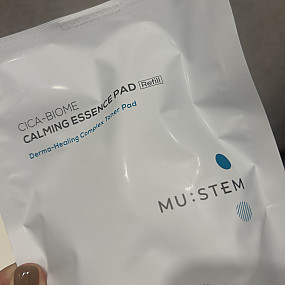 CICA-BIOME
CALMING ESSENCE PAD Refill
Derma-Healing Complex Toner Pad
MU:STEM